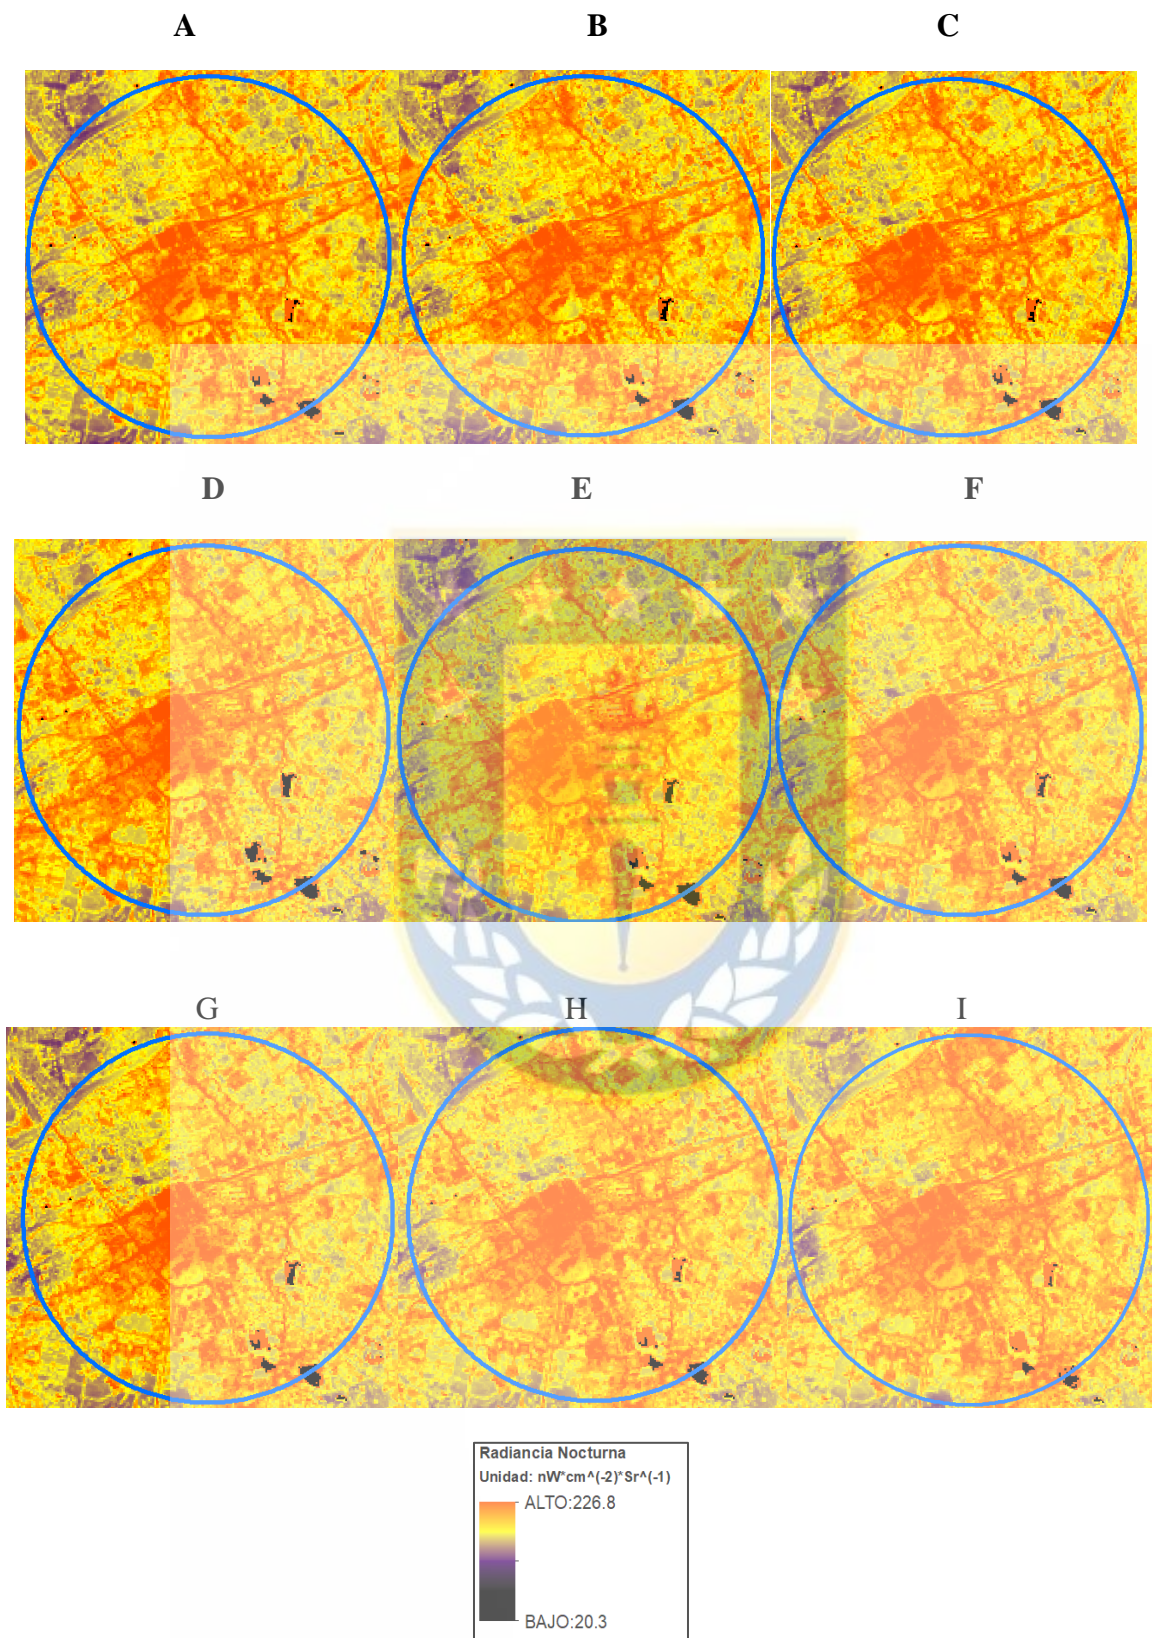 A B C
D E F
G H I
Radiancia Nocturna
Unidad: nW*cm^(-2)*Sr^(-1)
ALTO:226.8
BAJO:20.3